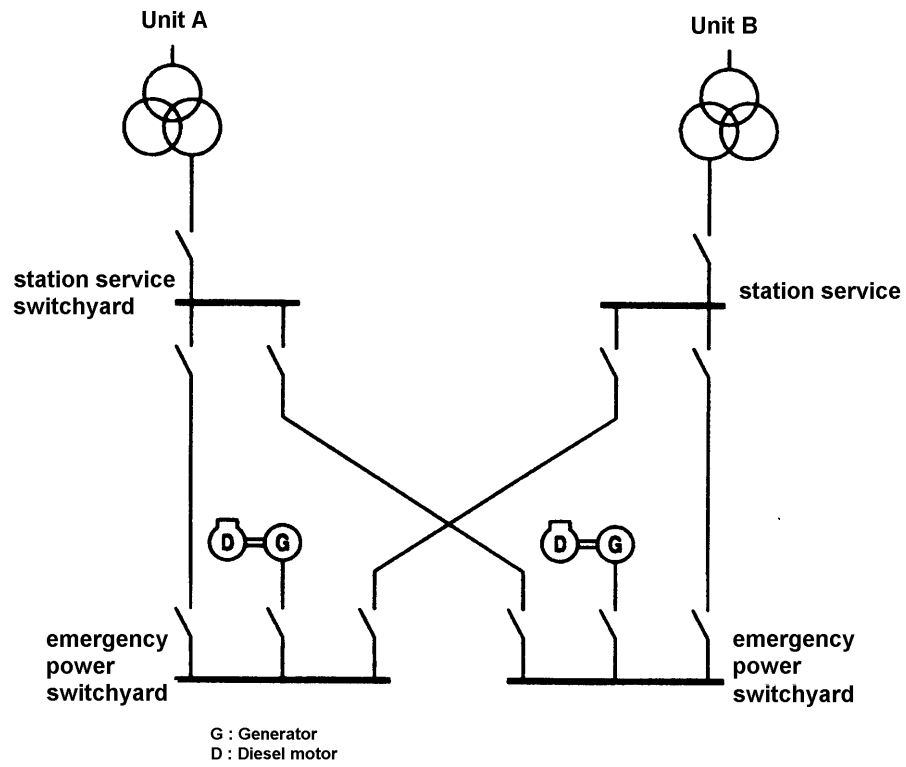 Unit A
Unit B
station service
switchyard
station service
D
G
D
G
emergency
power
switchyard
emergency
power
switchyard
G : Generator
D : Diesel motor